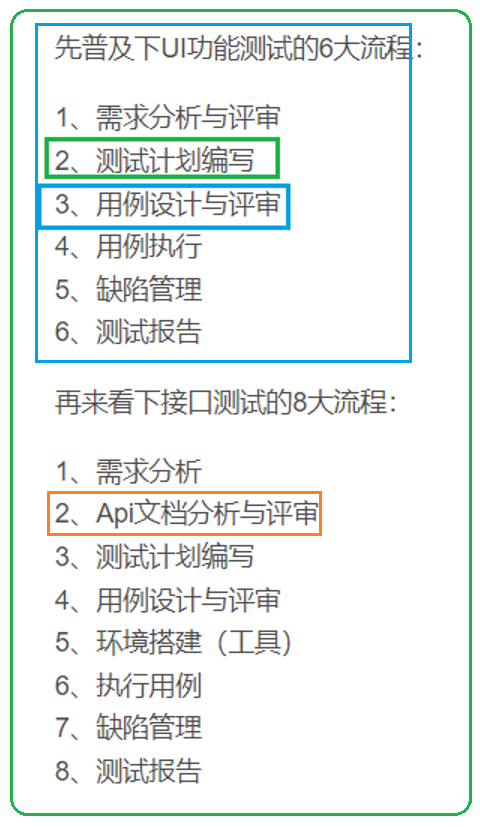 先普及下UI功能测试的6大流程：
1、需求分析与评审
2、测试计划编写
3、用例设计与评审
4、用例执行
5、缺陷管理
6、测试报告
再来看下接口测试的8大流程：
1、需求分析
2、Api文档分析与评审
3、测试计划编写
4、用例设计与评审
5、环境搭建（工具）
6、执行用例
7、缺陷管理
8、测试报告